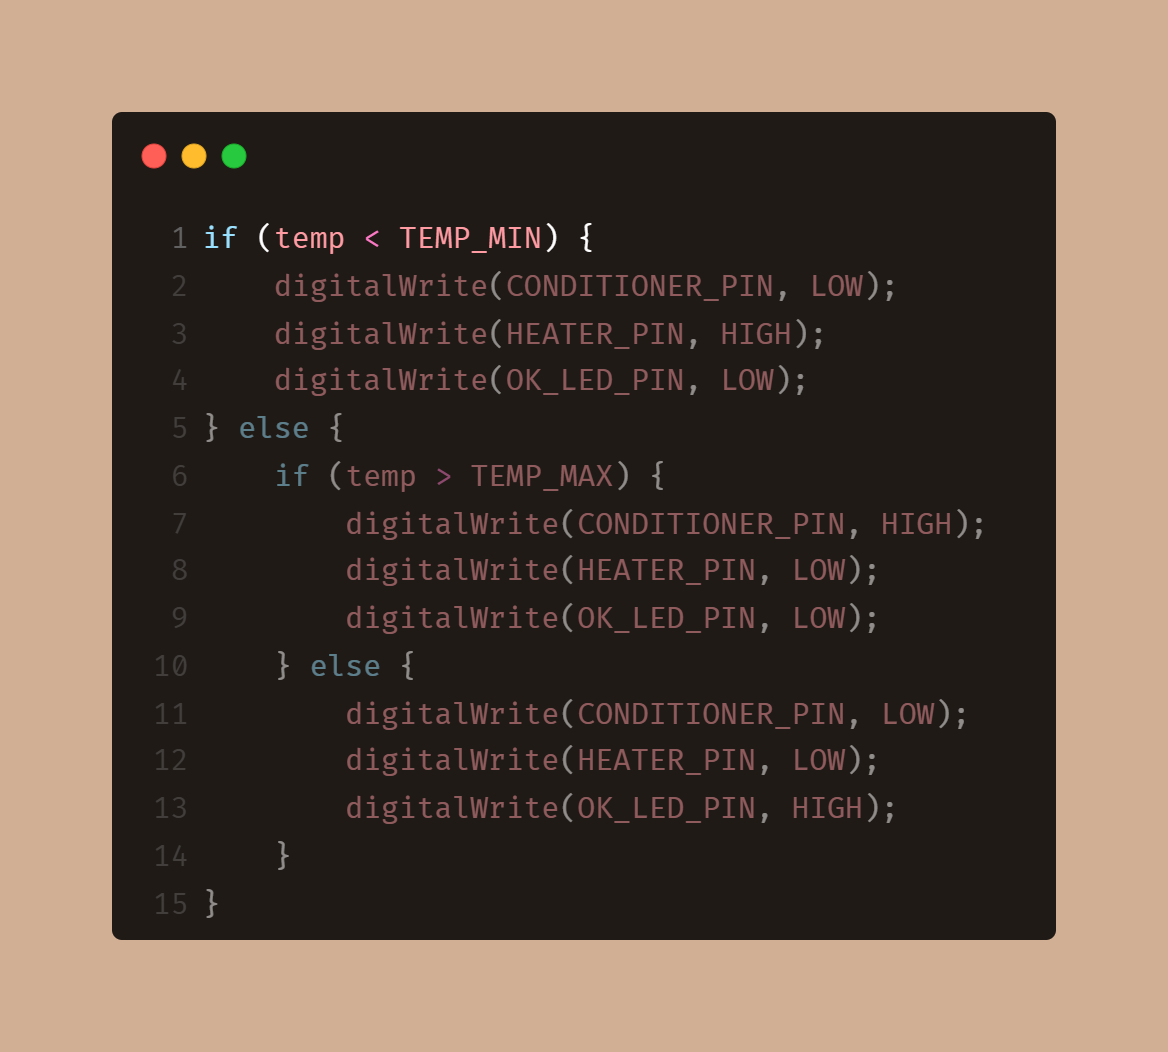 1 if (temp < TEMP_MIN) {
2     digitalWrite(CONDITIONER_PIN, LOW);
3     digitalWrite(HEATER_PIN, HIGH);
4     digitalWrite(OK_LED_PIN, LOW);
5 } else {
6     if (temp > TEMP_MAX) {
7         digitalWrite(CONDITIONER_PIN, HIGH);
8         digitalWrite(HEATER_PIN, LOW);
9         digitalWrite(OK_LED_PIN, LOW);
10     } else {
11         digitalWrite(CONDITIONER_PIN, LOW);
12         digitalWrite(HEATER_PIN, LOW);
13         digitalWrite(OK_LED_PIN, HIGH);
14     }
15 }